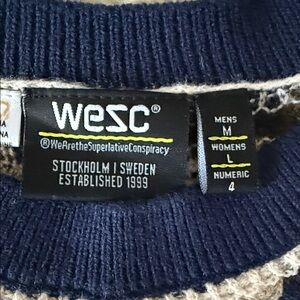 wesc®
®WeAretheSuperlativeConspiracy
STOCKHOLM | SWEDEN
ESTABLISHED 1999
MENS
M
WOMENS
L
NUMERIC
4